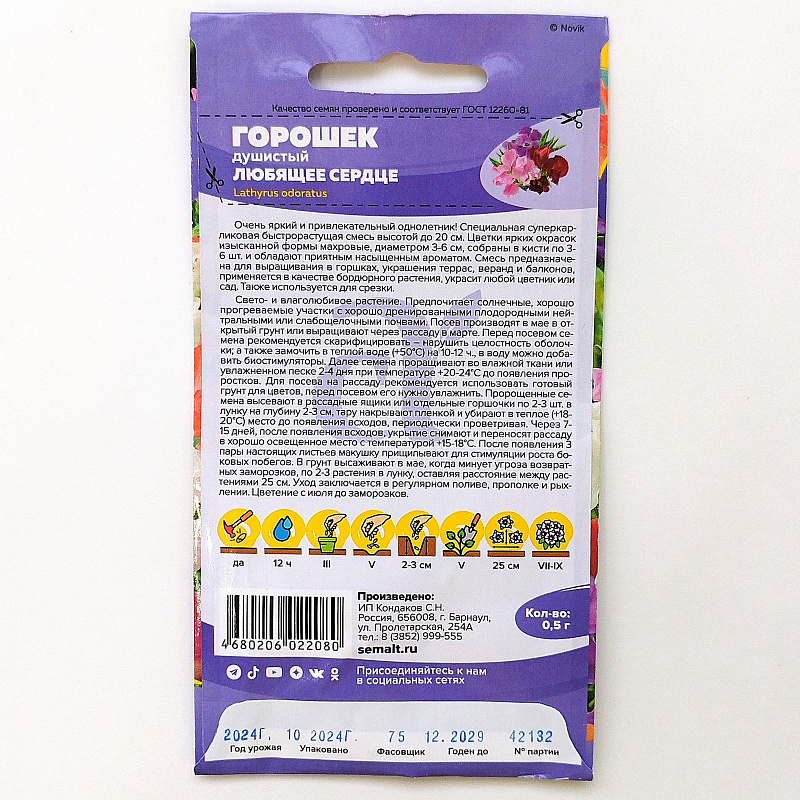 © Novik
Качество семян проверено и соответствует ГОСТ 12260-81
ГОРОШЕК
душистый
ЛЮБЯЩЕЕ СЕРДЦЕ
Lathyrus odoratus
Очень яркий и привлекательный однолетник! Специальная суперкар-
ликовая быстрорастущая смесь высотой до 20 см. Цветки ярких окрасок
изысканной формы махровые, диаметром 3-6 см, собраны в кисти по 3-
6 шт. и обладают приятным насыщенным ароматом. Смесь предназначе-
на для выращивания в горшках, украшения террас, веранд и балконов,
применяется в качестве бордюрного растения, украсит любой цветник или
сад. Также используется для срезки.
Свето- и влаголюбивое растение. Предпочитает солнечные, хорошо
прогреваемые участки с хорошо дренированными плодородными ней-
тральными или слабощелочными почвами. Посев производят в мае в от-
крытый грунт или выращивают через рассаду в марте. Перед посевом се-
мена рекомендуется скарифицировать – нарушить целостность оболоч-
ки; а также замочить в теплой воде (+50°С) на 10-12 ч., в воду можно доба-
вить биостимуляторы. Далее семена проращивают во влажной ткани или
увлажненном песке 2-4 дня при температуре +20-24°С до появления про-
ростков. Для посева на рассаду рекомендуется использовать готовый
грунт для цветов, перед посевом его нужно увлажнить. Пророщенные се-
мена высевают в рассадные ящики или отдельные горшочки по 2-3 шт. в
лунку на глубину 2-3 см, тару накрывают пленкой и убирают в теплое (+18-
20°С) место до появления всходов, периодически проветривая. Через 7-
15 дней, после появления всходов, укрытие снимают и переносят рассаду
в хорошо освещенное место с температурой +15-18°С. После появления 3
пары настоящих листьев макушку прищипывают для стимуляции роста бо-
ковых побегов. В грунт высаживают в мае, когда минует угроза возврат-
ных заморозков, по 2-3 растения в лунку, оставляя расстояние между рас-
тениями 25 см. Уход заключается в регулярном поливе, прополке и рых-
лении. Цветение с июля до заморозков.
да 12 ч III V 2-3 см V 25 см VII-IX
Произведено:
ИП Кондаков С.Н.
Россия, 656008, г. Барнаул,
ул. Пролетарская, 254А
тел.: 8 (3852) 999-555
semalt.ru
Кол-во:
0,5 г
4 680206 022080
Присоединяйтесь к нам
в социальных сетях
2024Г. 10 2024Г. 75 12.2029 42132
Год урожая Упаковано Фасовщик Годен до № партии